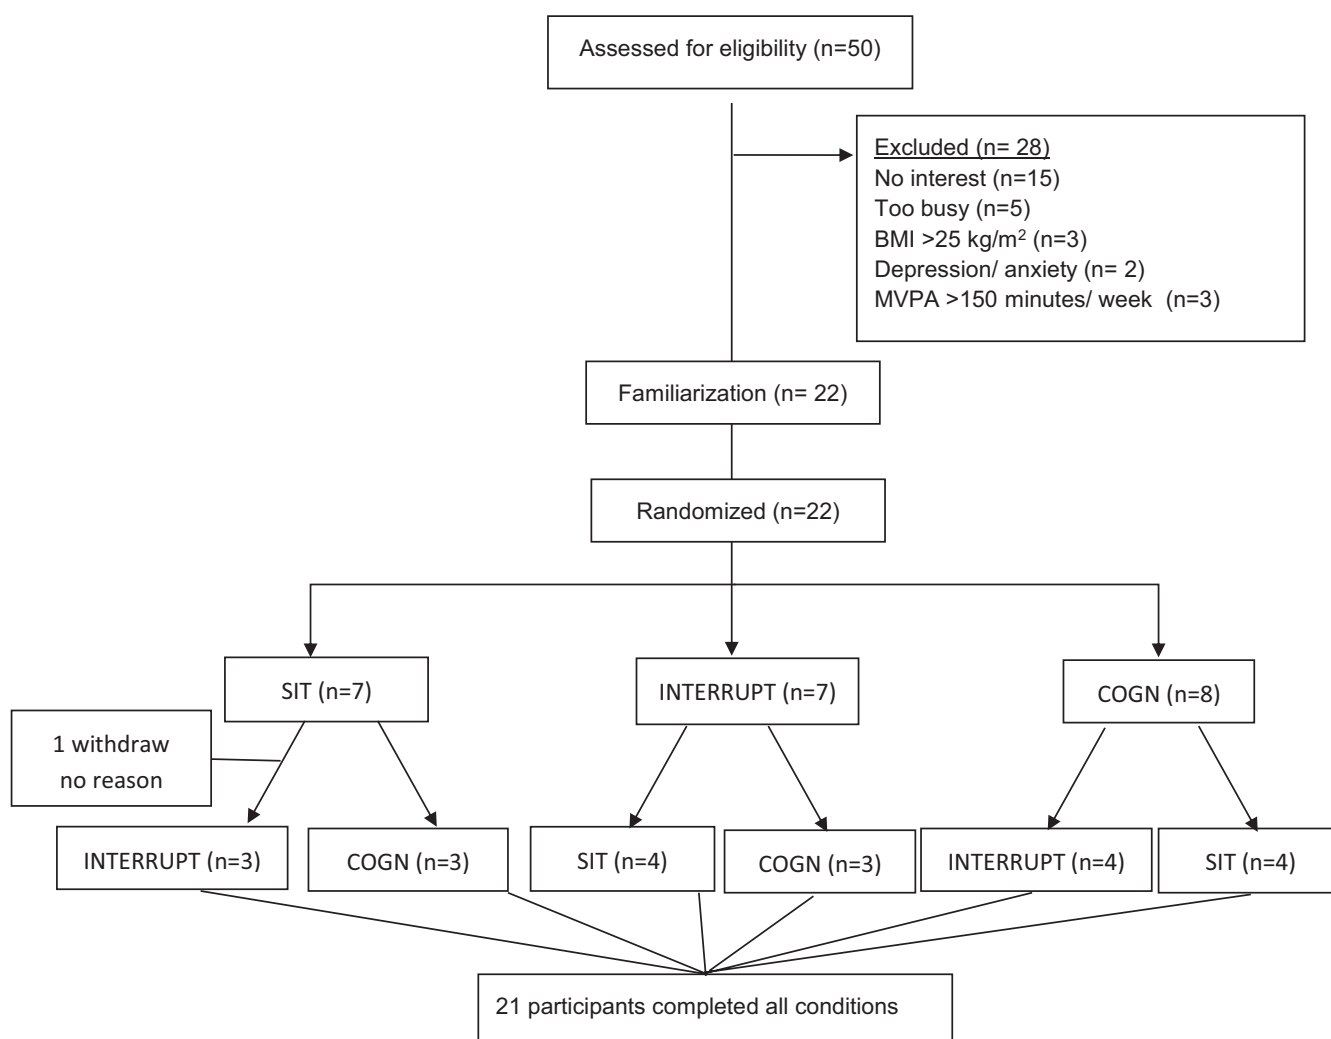 Assessed for eligibility (n=50)
Excluded (n= 28)
No interest (n=15)
Too busy (n=5)
BMI >25 kg/m² (n=3)
Depression/ anxiety (n= 2)
MVPA >150 minutes/ week (n=3)
Familiarization (n= 22)
Randomized (n=22)
SIT (n=7)
INTERRUPT (n=7)
COGN (n=8)
1 withdraw
no reason
INTERRUPT (n=3)
COGN (n=3)
SIT (n=4)
COGN (n=3)
INTERRUPT (n=4)
SIT (n=4)
21 participants completed all conditions